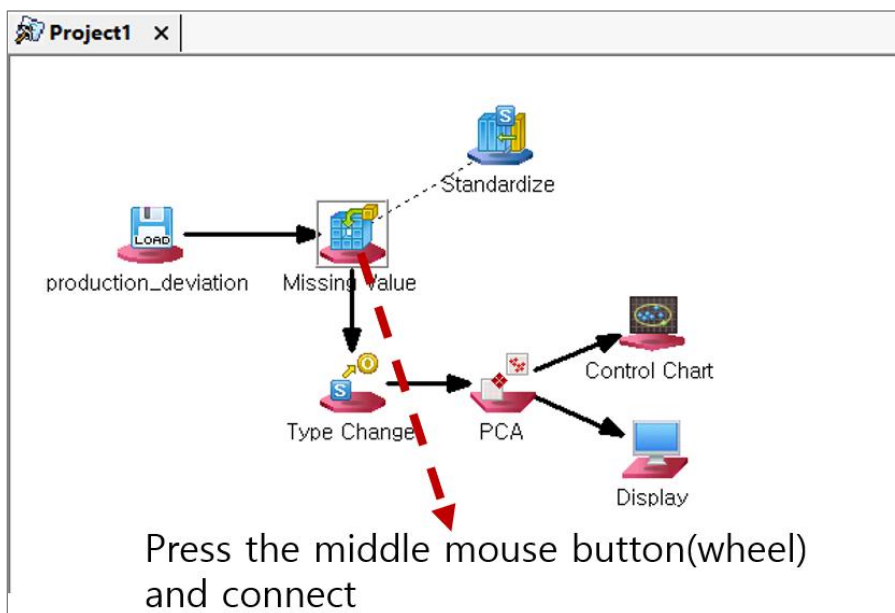 Project1
S
Standardize
LOAD
production_deviation
Missing Value
O
S
Type Change
PCA
Control Chart
Display
Press the middle mouse button(wheel)
and connect